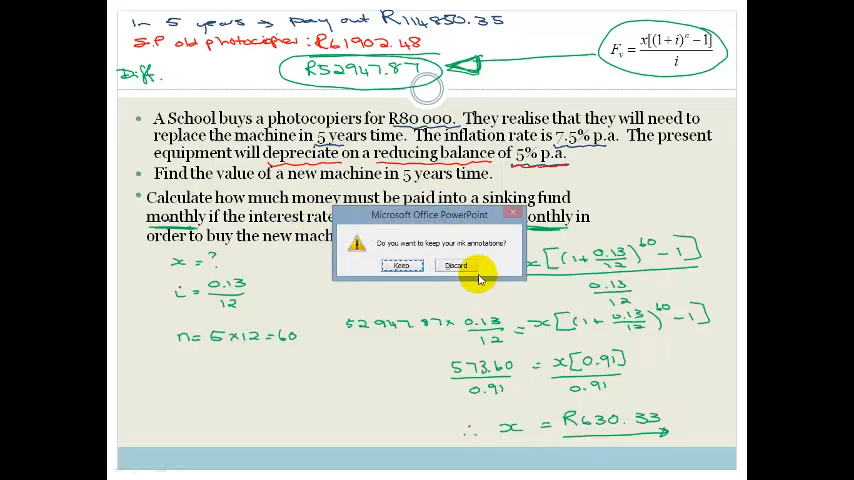 In 5 years → pay out R114850.35
S.P old photocopier: R61902.48
Diff. R52947.87
Fv = x[(1+i)^n −1] / i
A School buys a photocopiers for R80 000. They realise that they will need to
replace the machine in 5 years time. The inflation rate is 7.5% p.a. The present
equipment will depreciate on a reducing balance of 5% p.a.
Find the value of a new machine in 5 years time.
Calculate how much money must be paid into a sinking fund
monthly if the interest rate onthly in
order to buy the new mac
Microsoft Office PowerPoint
Do you want to keep your ink annotations?
Keep Discard
x = ?
x[(1+ 0.13/12)^60 − 1] / 0.13/12
i = 0.13/12
n = 5×12 = 60
52947.87 × 0.13/12 = x[(1+ 0.13/12)^60 − 1]
573.60/0.91 = x[0.91]/0.91
∴ x = R630.33